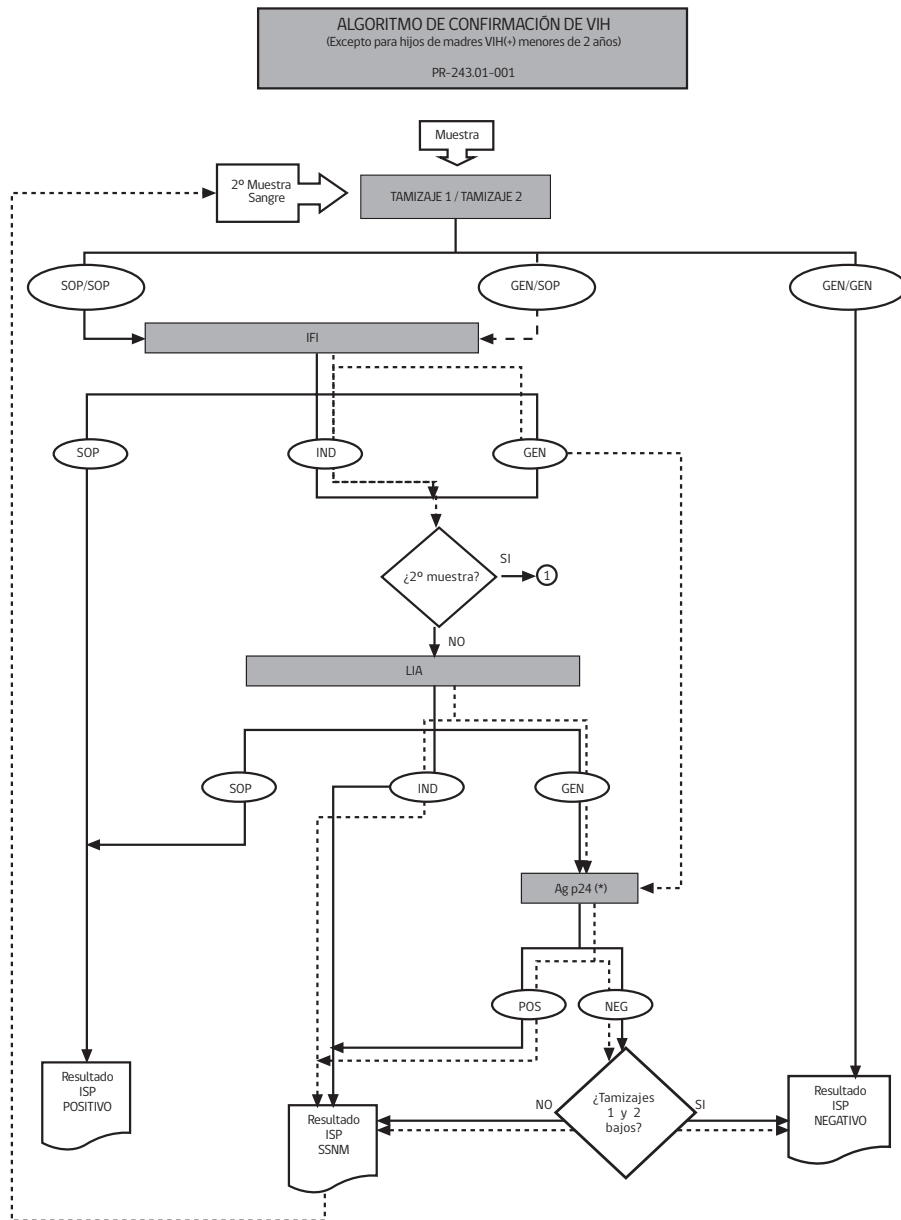 ALGORITMO DE CONFIRMACIÓN DE VIH
(Excepto para hijos de madres VIH(+) menores de 2 años)
PR-243.01-001
Muestra
2º Muestra
Sangre
TAMIZAJE 1 / TAMIZAJE 2
SOP/SOP
GEN/SOP
GEN/GEN
IFI
SOP
IND
GEN
¿2º muestra?
SI
1
NO
LIA
SOP
IND
GEN
Ag p24 (*)
POS
NEG
Resultado
ISP
POSITIVO
Resultado
ISP
SSNM
NO
¿Tamizajes
1 y 2
bajos?
SI
Resultado
ISP
NEGATIVO